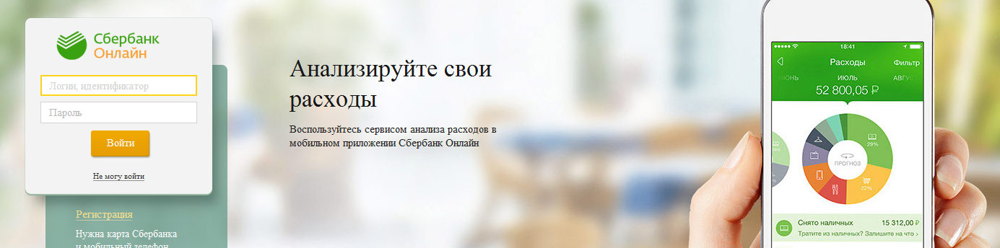 Сбербанк
Онлайн
Логин, идентификатор
Пароль
Войти
Не могу войти
Регистрация
Нужна карта Сбербанка
и мобильный телефон
Анализируйте свои
расходы
Воспользуйтесь сервисом анализа расходов в
мобильном приложении Сбербанк Онлайн
18:41
Расходы
Фильтр
ИЮНЬ
ИЮЛЬ
АВГУС
52 800,05 ₽
29%
ПРОГНОЗ
22%
Снято наличных 15 312,00 ₽
Тратите из наличных? Запишите на что ›